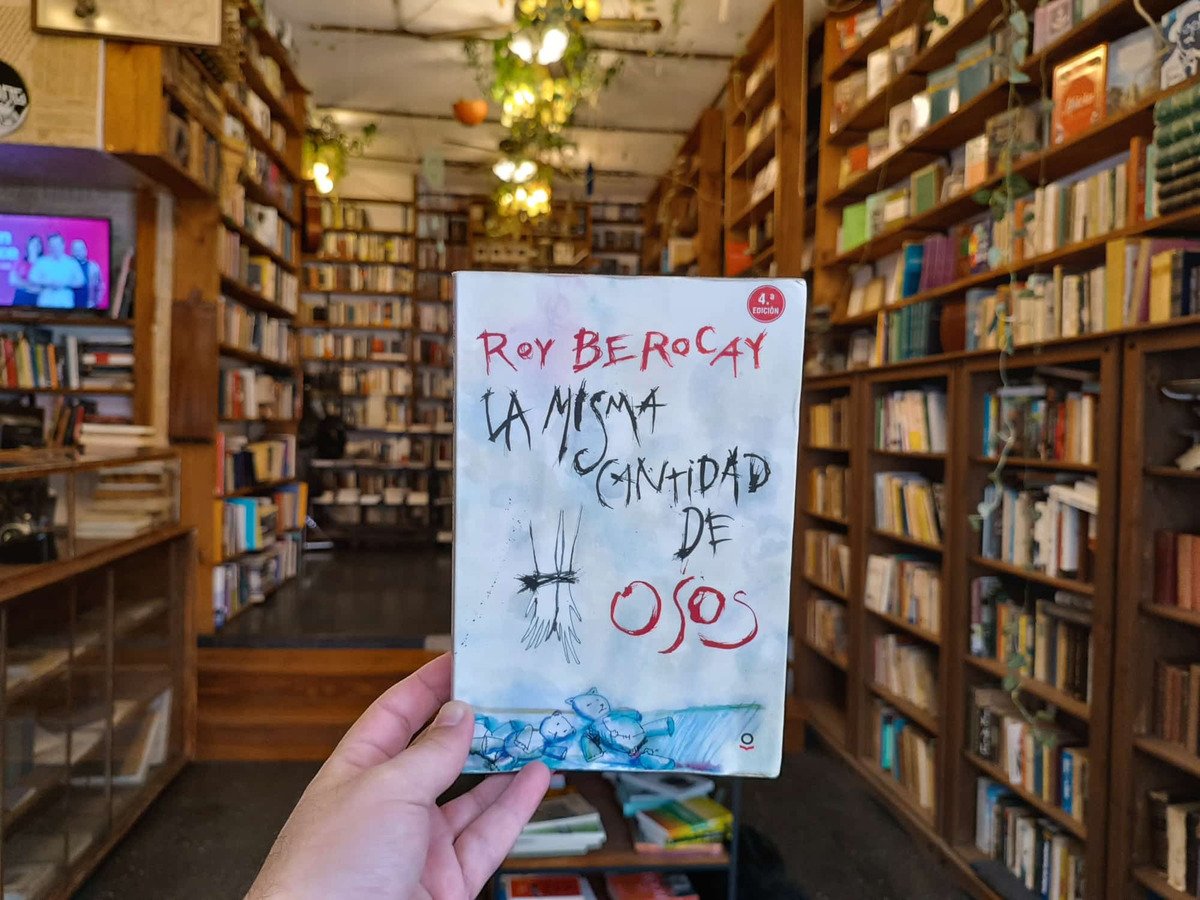 4.ª
EDICIÓN
ROY BEROCAY
LA MISMA
CANTIDAD
DE
OSOS